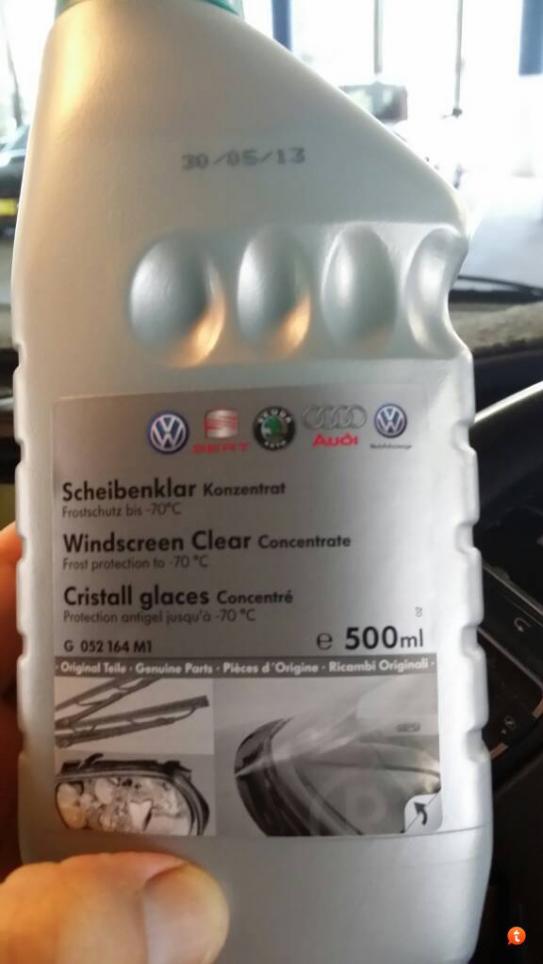 30/05/13
SEAT
Audi
Scheibenklar Konzentrat
Frostschutz bis -70°C
Windscreen Clear Concentrate
Frost protection to -70 °C
Cristall glaces Concentré
Protection antigel jusqu'à -70 °C
G 052 164 M1
e 500ml
· Original Teile · Genuine Parts · Pièces d'Origine · Ricambi Originali ·